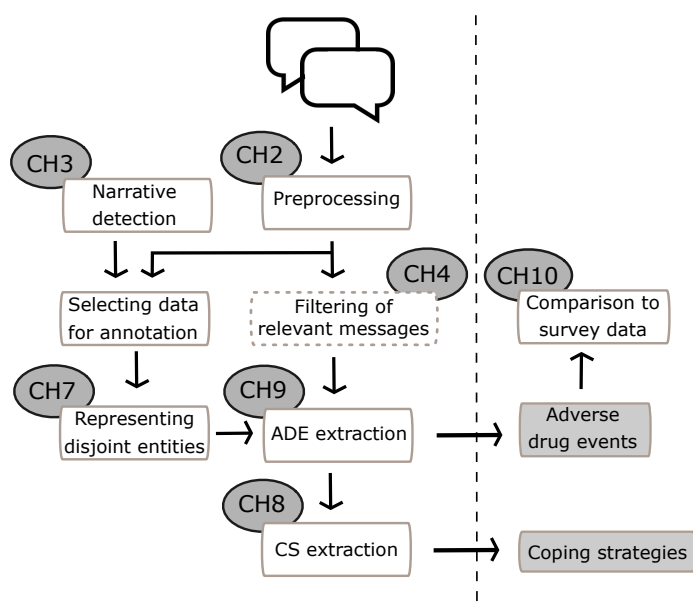 CH3
Narrative
detection
CH2
Preprocessing
Selecting data
for annotation
CH4
Filtering of
relevant messages
CH10
Comparison to
survey data
CH7
Representing
disjoint entities
CH9
ADE extraction
Adverse
drug events
CH8
CS extraction
Coping strategies